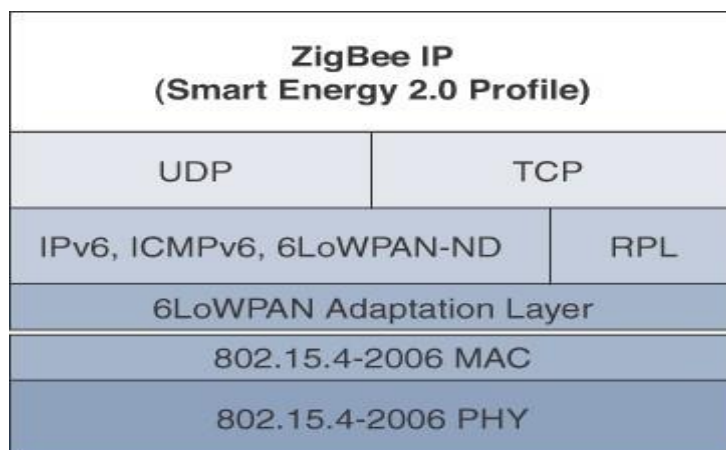 ZigBee IP
(Smart Energy 2.0 Profile)
UDP
TCP
IPv6, ICMPv6, 6LoWPAN-ND
RPL
6LoWPAN Adaptation Layer
802.15.4-2006 MAC
802.15.4-2006 PHY